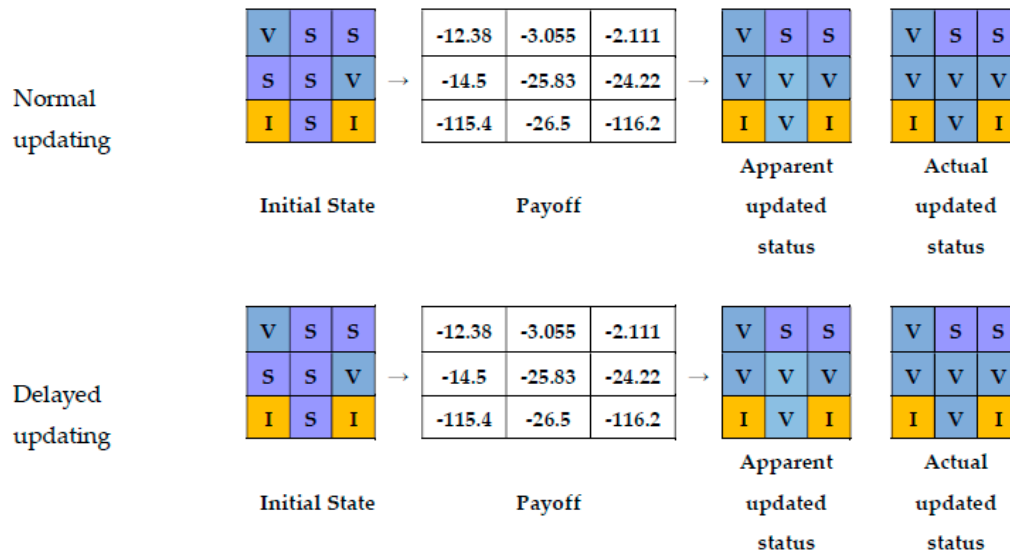 V S S V S S V S S
-12.38 -3.055 -2.111
Normal updating
S S V → -14.5 -25.83 -24.22 → V V V V V V
I S I -115.4 -26.5 -116.2 I V I I V I
Initial State Payoff Apparent updated status Actual updated status
V S S -12.38 -3.055 -2.111 V S S V S S
Delayed updating
S S V → -14.5 -25.83 -24.22 → V V V V V V
I S I -115.4 -26.5 -116.2 I V I I V I
Initial State Payoff Apparent updated status Actual updated status